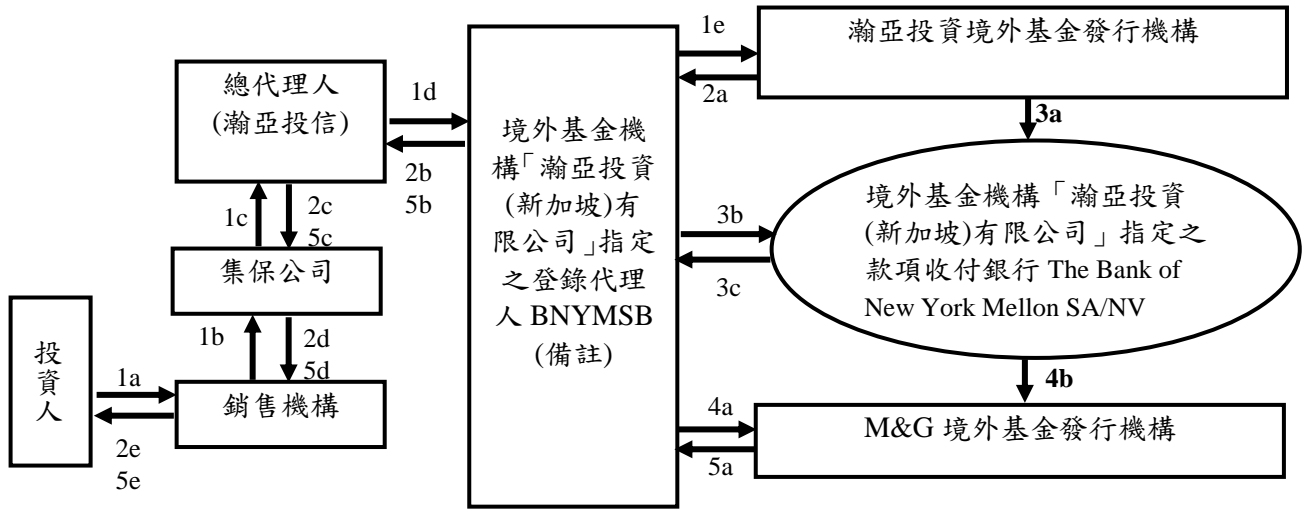 投
資
人
1a
2e
5e
總代理人
(瀚亞投信)
1c
2c
5c
集保公司
1b
2d
5d
銷售機構
1d
2b
5b
境外基金機
構「瀚亞投資
(新加坡)有
限公司」指定
之登錄代理
人 BNYMSB
(備註)
1e
2a
瀚亞投資境外基金發行機構
3a
3b
3c
境外基金機構「瀚亞投資
(新加坡)有限公司」指定之
款項收付銀行 The Bank of
New York Mellon SA/NV
4b
4a
5a
M&G 境外基金發行機構